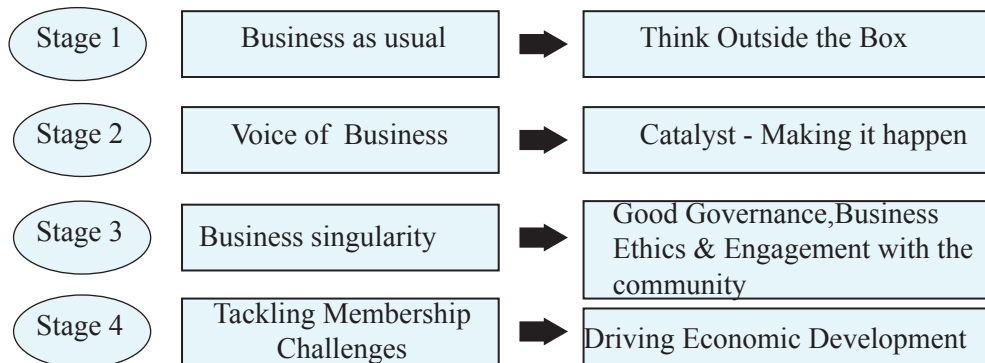 Stage 1
Business as usual
Think Outside the Box
Stage 2
Voice of Business
Catalyst - Making it happen
Stage 3
Business singularity
Good Governance,Business
Ethics & Engagement with the
community
Stage 4
Tackling Membership
Challenges
Driving Economic Development